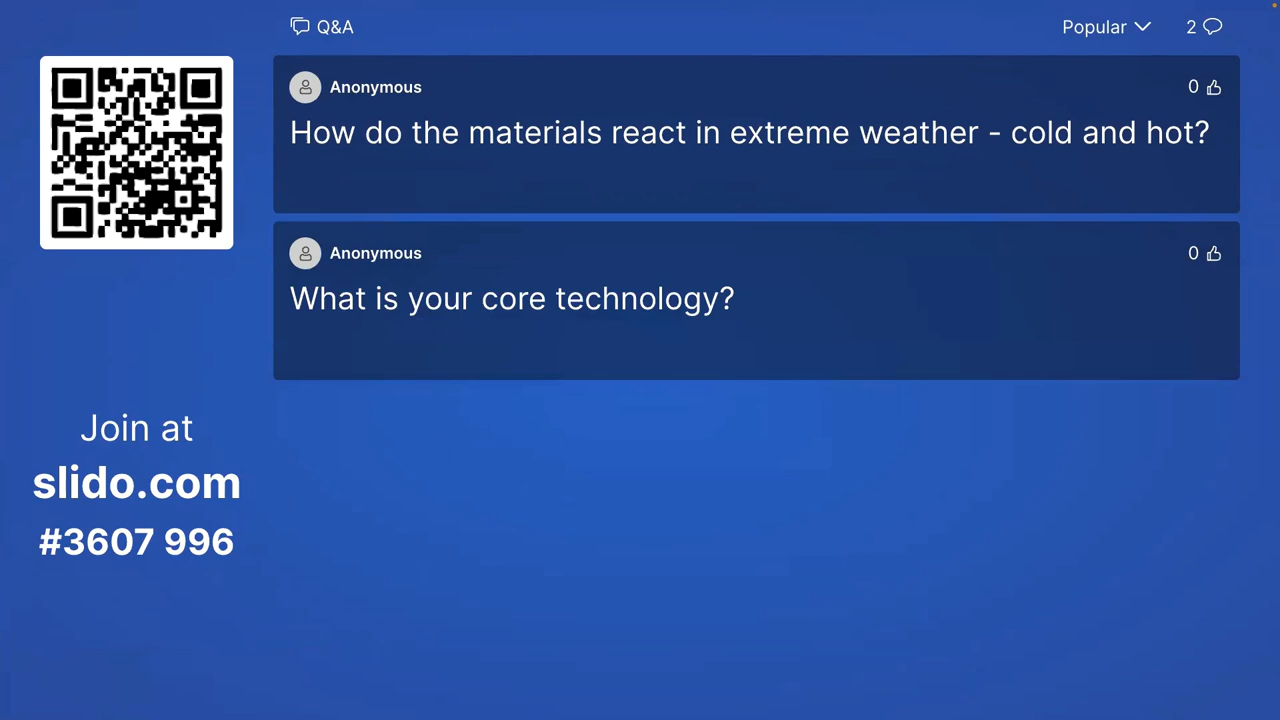 Q&A
Popular
2
Anonymous
0
How do the materials react in extreme weather - cold and hot?
Anonymous
0
What is your core technology?
Join at
slido.com
#3607 996